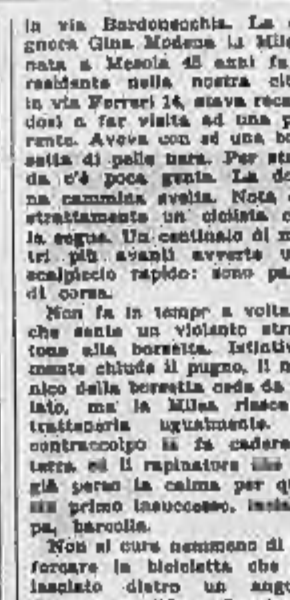 in via Bardonecchia. La
gnora Gina Modena in Mile
nata a Mesola 45 anni fa
residente nella nostra cit
in via Ferrari 14, stava reca
dosi a far visita ad una p
rente. Aveva con sé una bo
setta di pelle nera. Per stra
da c'è poca gente. La do
na cammina svelta. Nota
strattamente un ciclista c
la segue. Un centinaio di m
tri più avanti avverte u
scalpiccio rapido: sono pa
di corsa.
Non fa in tempr a volta
che sente un violento stra
tone alla borsetta. Istintiv
mente chiude il pugno, il m
nico della borsetta cede da
lato, ma la Milea riesce
trattenerla ugualmente.
contraccolpo la fa cadere
terra ed il rapinatore
già perso la calma per qu
primo insuccesso,
pa, barcolla.
Non si cura nemmeno di
forcare la bicicletta che
lasciato dietro un ang